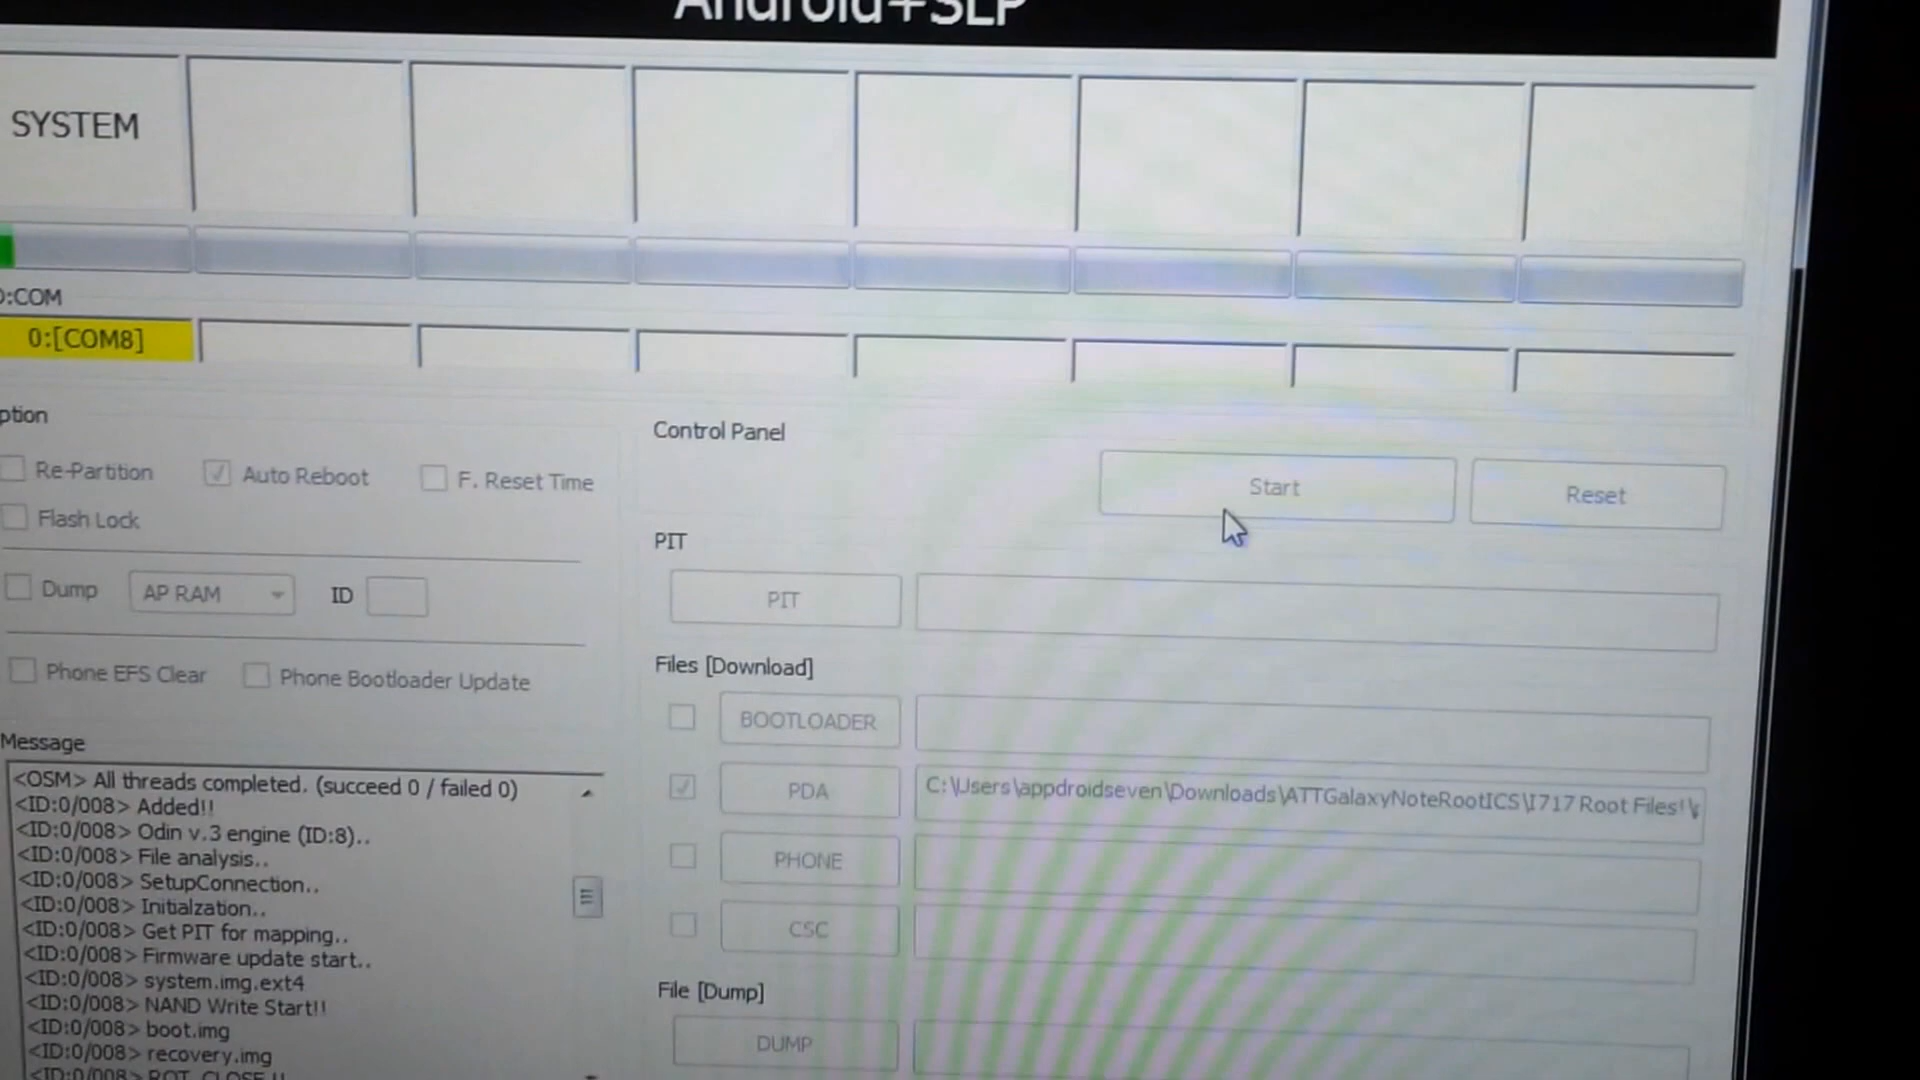 Android+SLP
SYSTEM
:COM
0:[COM8]
ption
Re-Partition
Auto Reboot
F. Reset Time
Flash Lock
Dump
AP RAM
ID
Phone EFS Clear
Phone Bootloader Update
Message
<OSM> All threads completed. (succeed 0 / failed 0)
<ID:0/008> Added!!
<ID:0/008> Odin v.3 engine (ID:8)..
<ID:0/008> File analysis..
<ID:0/008> SetupConnection..
<ID:0/008> Initialzation..
<ID:0/008> Get PIT for mapping..
<ID:0/008> Firmware update start..
<ID:0/008> system.img.ext4
<ID:0/008> NAND Write Start!!
<ID:0/008> boot.img
<ID:0/008> recovery.img
<ID:0/008> RQT_CLOSE !!
Control Panel
Start
Reset
PIT
PIT
Files [Download]
BOOTLOADER
PDA
C:\Users\appdroidseven\Downloads\ATTGalaxyNoteRootICS\I717 Root Files!\
PHONE
CSC
File [Dump]
DUMP